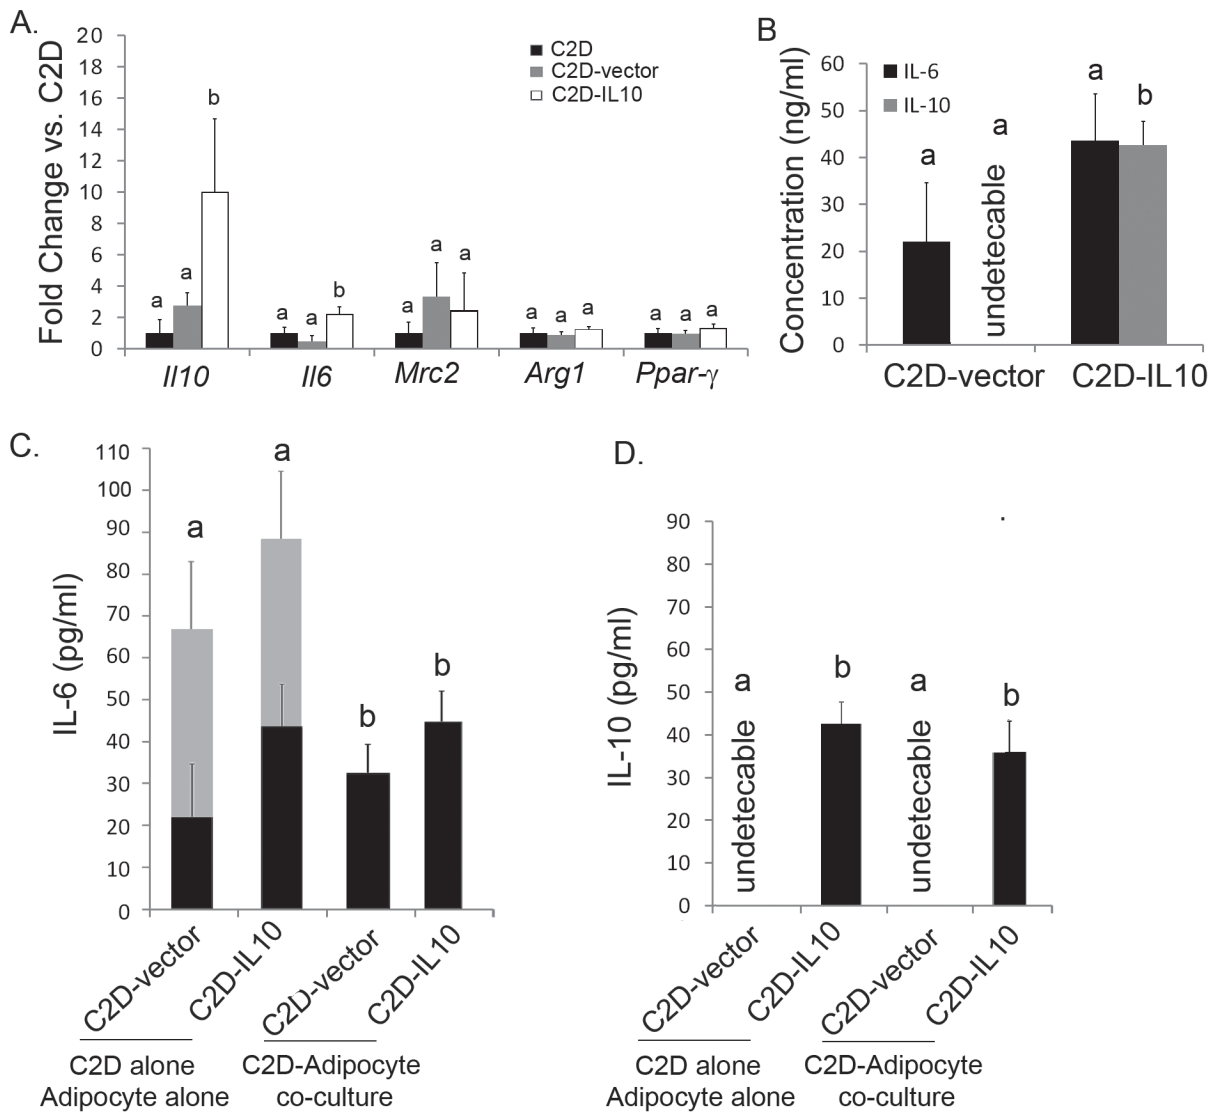 A.
Fold Change vs. C2D
20
18
16
14
12
10
8
6
4
2
0
C2D
C2D-vector
C2D-IL10
a a b
a a b
a a a
a a a
a a a
Il10 Il6 Mrc2 Arg1 Ppar-γ
B
Concentration (ng/ml)
60
50
40
30
20
10
0
IL-6
IL-10
a
a
undetecable
a
b
C2D-vector C2D-IL10
C.
IL-6 (pg/ml)
110
100
90
80
70
60
50
40
30
20
10
0
a
a
b
b
C2D-vector
C2D-IL10
C2D-vector
C2D-IL10
C2D alone
Adipocyte alone
C2D-Adipocyte
co-culture
D.
IL-10 (pg/ml)
90
80
70
60
50
40
30
20
10
0
a
undetecable
b
a
undetecable
b
C2D-vector
C2D-IL10
C2D-vector
C2D-IL10
C2D alone
Adipocyte alone
C2D-Adipocyte
co-culture